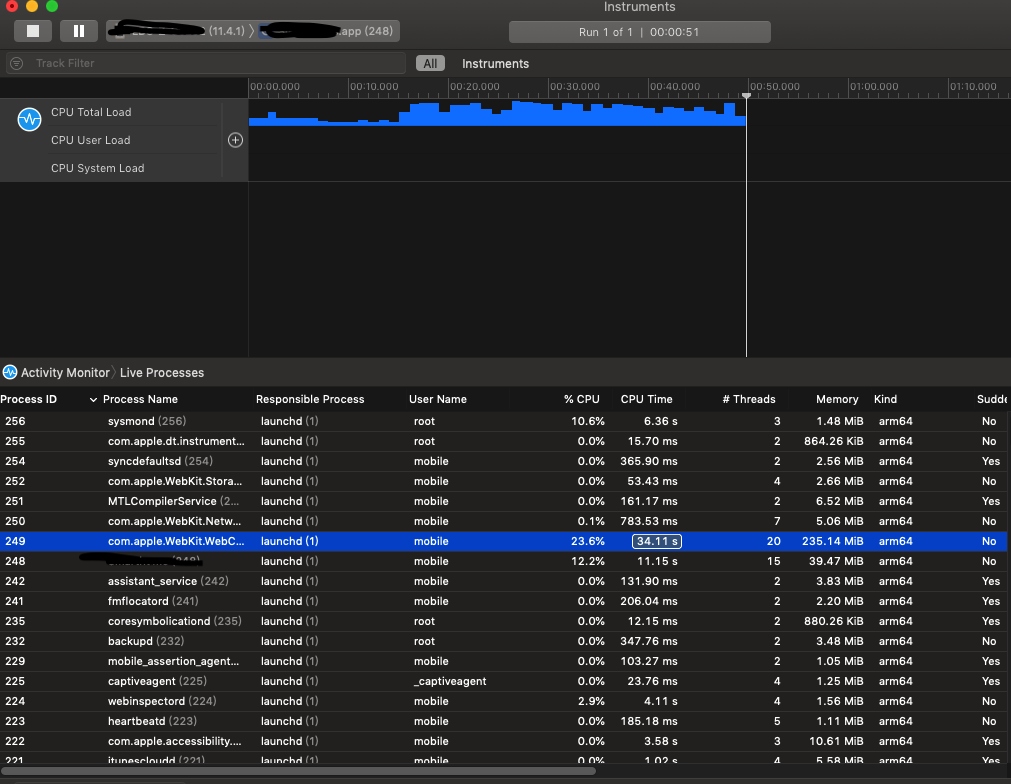 Instruments
(11.4.1) 〉 .app (248)
Run 1 of 1 | 00:00:51
Track Filter
All Instruments
00:00.000 00:10.000 00:20.000 00:30.000 00:40.000 00:50.000 01:00.000 01:10.000
CPU Total Load
CPU User Load
CPU System Load
Activity Monitor 〉 Live Processes
Process ID Process Name Responsible Process User Name % CPU CPU Time # Threads Memory Kind Sudde
256 sysmond (256) launchd (1) root 10.6% 6.36 s 3 1.48 MiB arm64 No
255 com.apple.dt.instrument... launchd (1) root 0.0% 15.70 ms 2 864.26 KiB arm64 No
254 syncdefaultsd (254) launchd (1) mobile 0.0% 365.90 ms 2 2.56 MiB arm64 Yes
252 com.apple.WebKit.Stora... launchd (1) mobile 0.0% 53.43 ms 4 2.66 MiB arm64 No
251 MTLCompilerService (2... launchd (1) mobile 0.0% 161.17 ms 2 6.52 MiB arm64 Yes
250 com.apple.WebKit.Netw... launchd (1) mobile 0.1% 783.53 ms 7 5.06 MiB arm64 No
249 com.apple.WebKit.WebC... launchd (1) mobile 23.6% 34.11 s 20 235.14 MiB arm64 No
248 (248) launchd (1) mobile 12.2% 11.15 s 15 39.47 MiB arm64 No
242 assistant_service (242) launchd (1) mobile 0.0% 131.90 ms 2 3.83 MiB arm64 Yes
241 fmflocatord (241) launchd (1) mobile 0.0% 206.04 ms 2 2.20 MiB arm64 Yes
235 coresymbolicationd (235) launchd (1) root 0.0% 12.15 ms 2 880.26 KiB arm64 Yes
232 backupd (232) launchd (1) root 0.0% 347.76 ms 2 3.48 MiB arm64 No
229 mobile_assertion_agent... launchd (1) mobile 0.0% 103.27 ms 2 1.05 MiB arm64 Yes
225 captiveagent (225) launchd (1) _captiveagent 0.0% 23.76 ms 4 1.25 MiB arm64 Yes
224 webinspectord (224) launchd (1) mobile 2.9% 4.11 s 4 1.56 MiB arm64 No
223 heartbeatd (223) launchd (1) mobile 0.0% 185.18 ms 5 1.11 MiB arm64 No
222 com.apple.accessibility.... launchd (1) mobile 0.0% 3.58 s 3 10.61 MiB arm64 Yes
221 itunescloudd (221) launchd (1) mobile 0.0% 1.02 s 4 5.58 MiB arm64 Yes